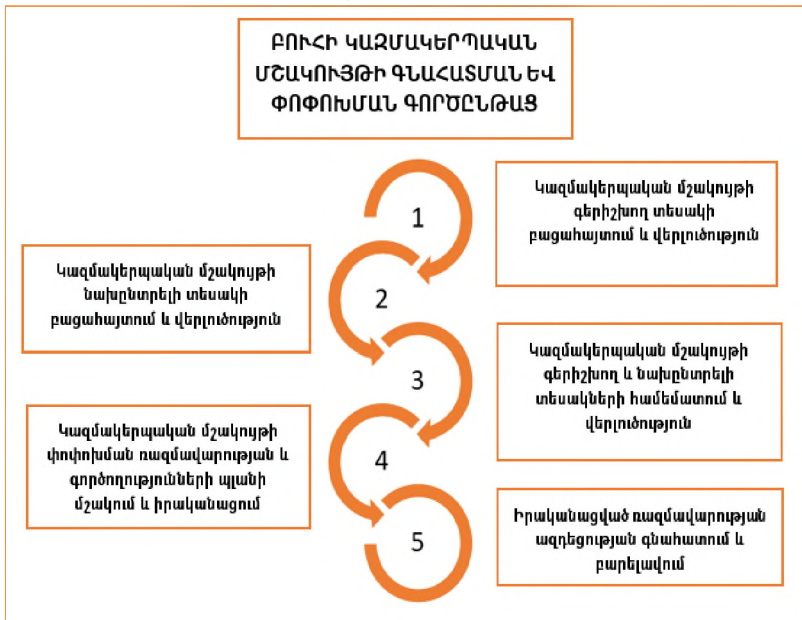 ԲՈՒՀԻ ԿԱԶՄԱԿԵՐՊԱԿԱՆ
ՄՇԱԿՈՒՅԹԻ ԳՆԱՀԱՏՄԱՆ ԵՎ
ՓՈՓՈԽՄԱՆ ԳՈՐԾԸՆԹԱՑ
1
Կազմակերպական մշակույթի
գերիշխող տեսակի
բացահայտում և վերլուծություն
2
Կազմակերպական մշակույթի
նախընտրելի տեսակի
բացահայտում և վերլուծություն
3
Կազմակերպական մշակույթի
գերիշխող և նախընտրելի
տեսակների համեմատում և
վերլուծություն
4
Կազմակերպական մշակույթի
փոփոխման ռազմավարության և
գործողությունների պլանի
մշակում և իրականացում
5
Իրականացված ռազմավարության
ազդեցության գնահատում և
բարելավում